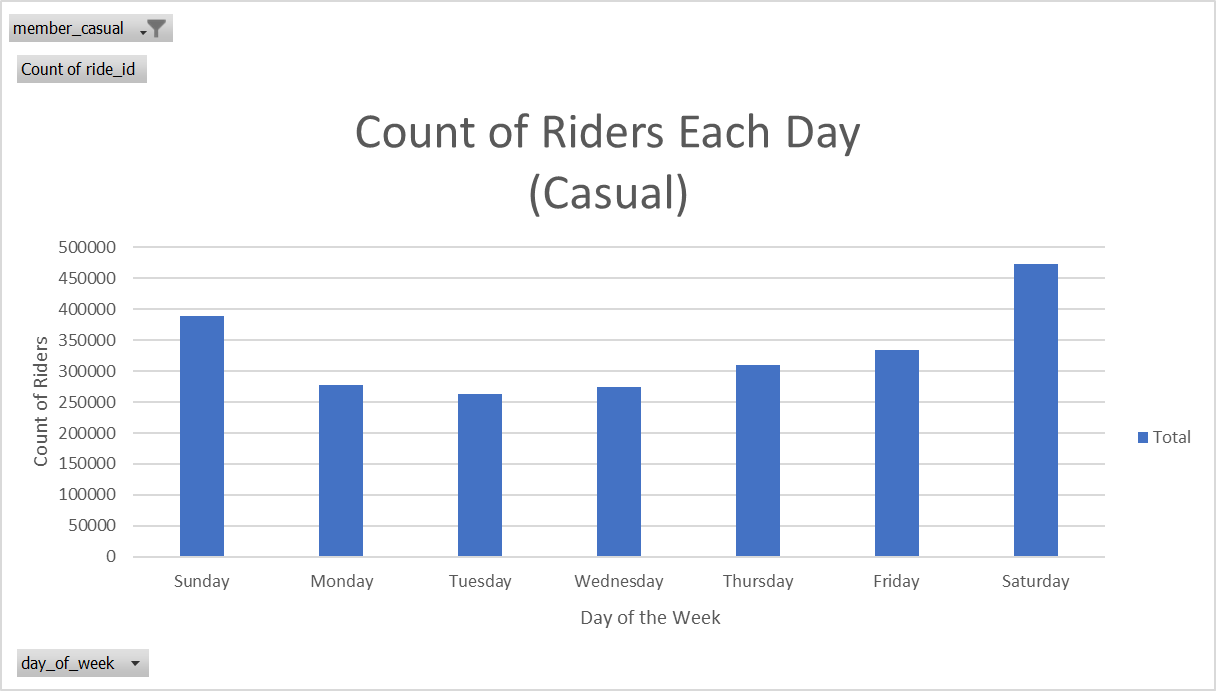 member_casual
Count of ride_id
Count of Riders Each Day
(Casual)
500000
450000
400000
350000
300000
250000
200000
150000
100000
50000
0
Count of Riders
Sunday Monday Tuesday Wednesday Thursday Friday Saturday
Day of the Week
Total
day_of_week